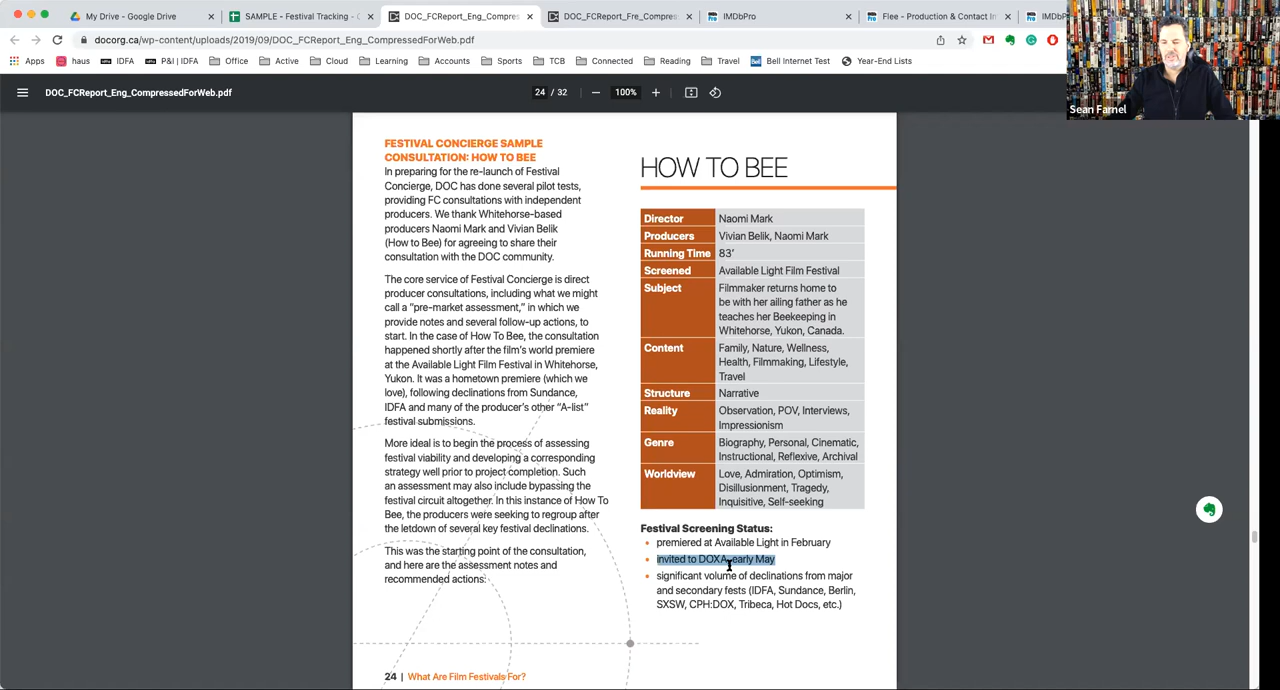 My Drive - Google Drive
SAMPLE - Festival Tracking -
DOC_FCReport_Eng_Compres
DOC_FCReport_Fre_Compres
IMDbPro
Flee - Production & Contact In
IMDbP
docorg.ca/wp-content/uploads/2019/09/DOC_FCReport_Eng_CompressedForWeb.pdf
Apps
haus
IDFA
P&I | IDFA
Office
Active
Cloud
Learning
Accounts
Sports
TCB
Connected
Reading
Travel
Bell
Bell Internet Test
Year-End Lists
DOC_FCReport_Eng_CompressedForWeb.pdf
24 / 32
100%
Sean Farnel
FESTIVAL CONCIERGE SAMPLE
CONSULTATION: HOW TO BEE
In preparing for the re-launch of Festival
Concierge, DOC has done several pilot tests,
providing FC consultations with independent
producers. We thank Whitehorse-based
producers Naomi Mark and Vivian Belik
(How to Bee) for agreeing to share their
consultation with the DOC community.
The core service of Festival Concierge is direct
producer consultations, including what we might
call a “pre-market assessment,” in which we
provide notes and several follow-up actions, to
start. In the case of How To Bee, the consultation
happened shortly after the film’s world premiere
at the Available Light Film Festival in Whitehorse,
Yukon. It was a hometown premiere (which we
love), following declinations from Sundance,
IDFA and many of the producer’s other “A-list”
festival submissions.
More ideal is to begin the process of assessing
festival viability and developing a corresponding
strategy well prior to project completion. Such
an assessment may also include bypassing the
festival circuit altogether. In this instance of How To
Bee, the producers were seeking to regroup after
the letdown of several key festival declinations.
This was the starting point of the consultation,
and here are the assessment notes and
recommended actions:
24 | What Are Film Festivals For?
HOW TO BEE
Director Naomi Mark
Producers Vivian Belik, Naomi Mark
Running Time 83’
Screened Available Light Film Festival
Subject Filmmaker returns home to
be with her ailing father as he
teaches her Beekeeping in
Whitehorse, Yukon, Canada.
Content Family, Nature, Wellness,
Health, Filmmaking, Lifestyle,
Travel
Structure Narrative
Reality Observation, POV, Interviews,
Impressionism
Genre Biography, Personal, Cinematic,
Instructional, Reflexive, Archival
Worldview Love, Admiration, Optimism,
Disillusionment, Tragedy,
Inquisitive, Self-seeking
Festival Screening Status:
• premiered at Available Light in February
• invited to DOXA, early May
• significant volume of declinations from major
and secondary fests (IDFA, Sundance, Berlin,
SXSW, CPH:DOX, Tribeca, Hot Docs, etc.)